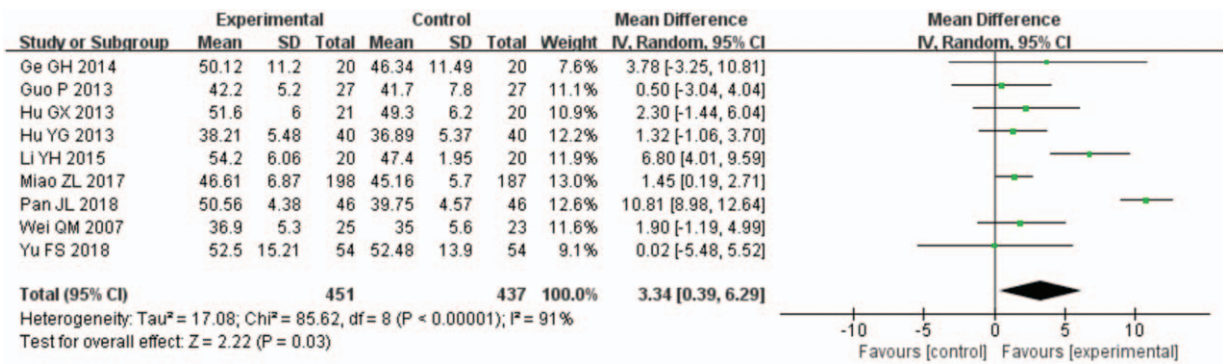 Experimental Control Mean Difference Mean Difference
Study or Subgroup Mean SD Total Mean SD Total Weight IV, Random, 95% CI IV, Random, 95% CI
Ge GH 2014 50.12 11.2 20 46.34 11.49 20 7.6% 3.78 [-3.25, 10.81]
Guo P 2013 42.2 5.2 27 41.7 7.8 27 11.1% 0.50 [-3.04, 4.04]
Hu GX 2013 51.6 6 21 49.3 6.2 20 10.9% 2.30 [-1.44, 6.04]
Hu YG 2013 38.21 5.48 40 36.89 5.37 40 12.2% 1.32 [-1.06, 3.70]
Li YH 2015 54.2 6.06 20 47.4 1.95 20 11.9% 6.80 [4.01, 9.59]
Miao ZL 2017 46.61 6.87 198 45.16 5.7 187 13.0% 1.45 [0.19, 2.71]
Pan JL 2018 50.56 4.38 46 39.75 4.57 46 12.6% 10.81 [8.98, 12.64]
Wei QM 2007 36.9 5.3 25 35 5.6 23 11.6% 1.90 [-1.19, 4.99]
Yu FS 2018 52.5 15.21 54 52.48 13.9 54 9.1% 0.02 [-5.48, 5.52]
Total (95% CI) 451 437 100.0% 3.34 [0.39, 6.29]
Heterogeneity: Tau² = 17.08; Chi² = 85.62, df = 8 (P < 0.00001); I² = 91%
Test for overall effect: Z = 2.22 (P = 0.03)
-10 -5 0 5 10
Favours [control] Favours [experimental]